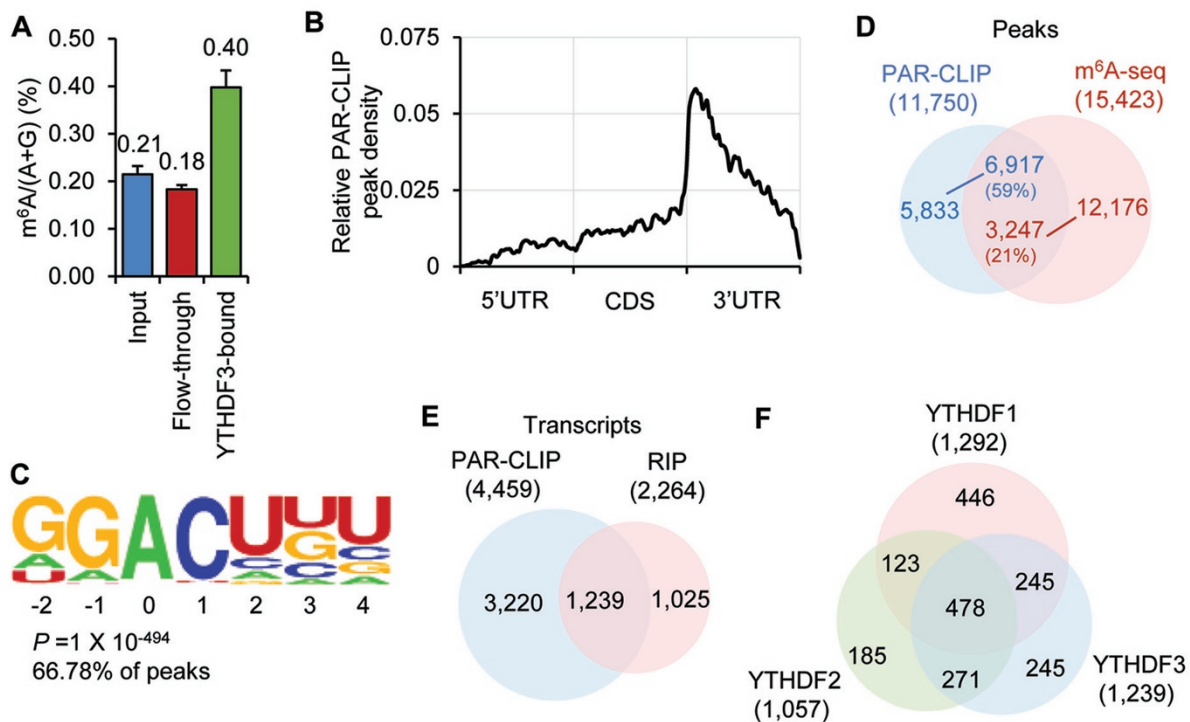 A
m⁶A/(A+G) (%)
0.50
0.40
0.30
0.20
0.10
0.00
0.21
0.18
0.40
Input
Flow-through
YTHDF3-bound
B
Relative PAR-CLIP
peak density
0.075
0.05
0.025
0
5'UTR
CDS
3'UTR
C
GGACUUU
AACGC
UACG
GCAA
-2 -1 0 1 2 3 4
P =1 X 10⁻⁴⁹⁴
66.78% of peaks
D
Peaks
PAR-CLIP
(11,750)
m⁶A-seq
(15,423)
6,917
(59%)
5,833
3,247
(21%)
12,176
E
Transcripts
PAR-CLIP
(4,459)
RIP
(2,264)
3,220
1,239
1,025
F
YTHDF1
(1,292)
446
123
245
478
185
271
245
YTHDF2
(1,057)
YTHDF3
(1,239)